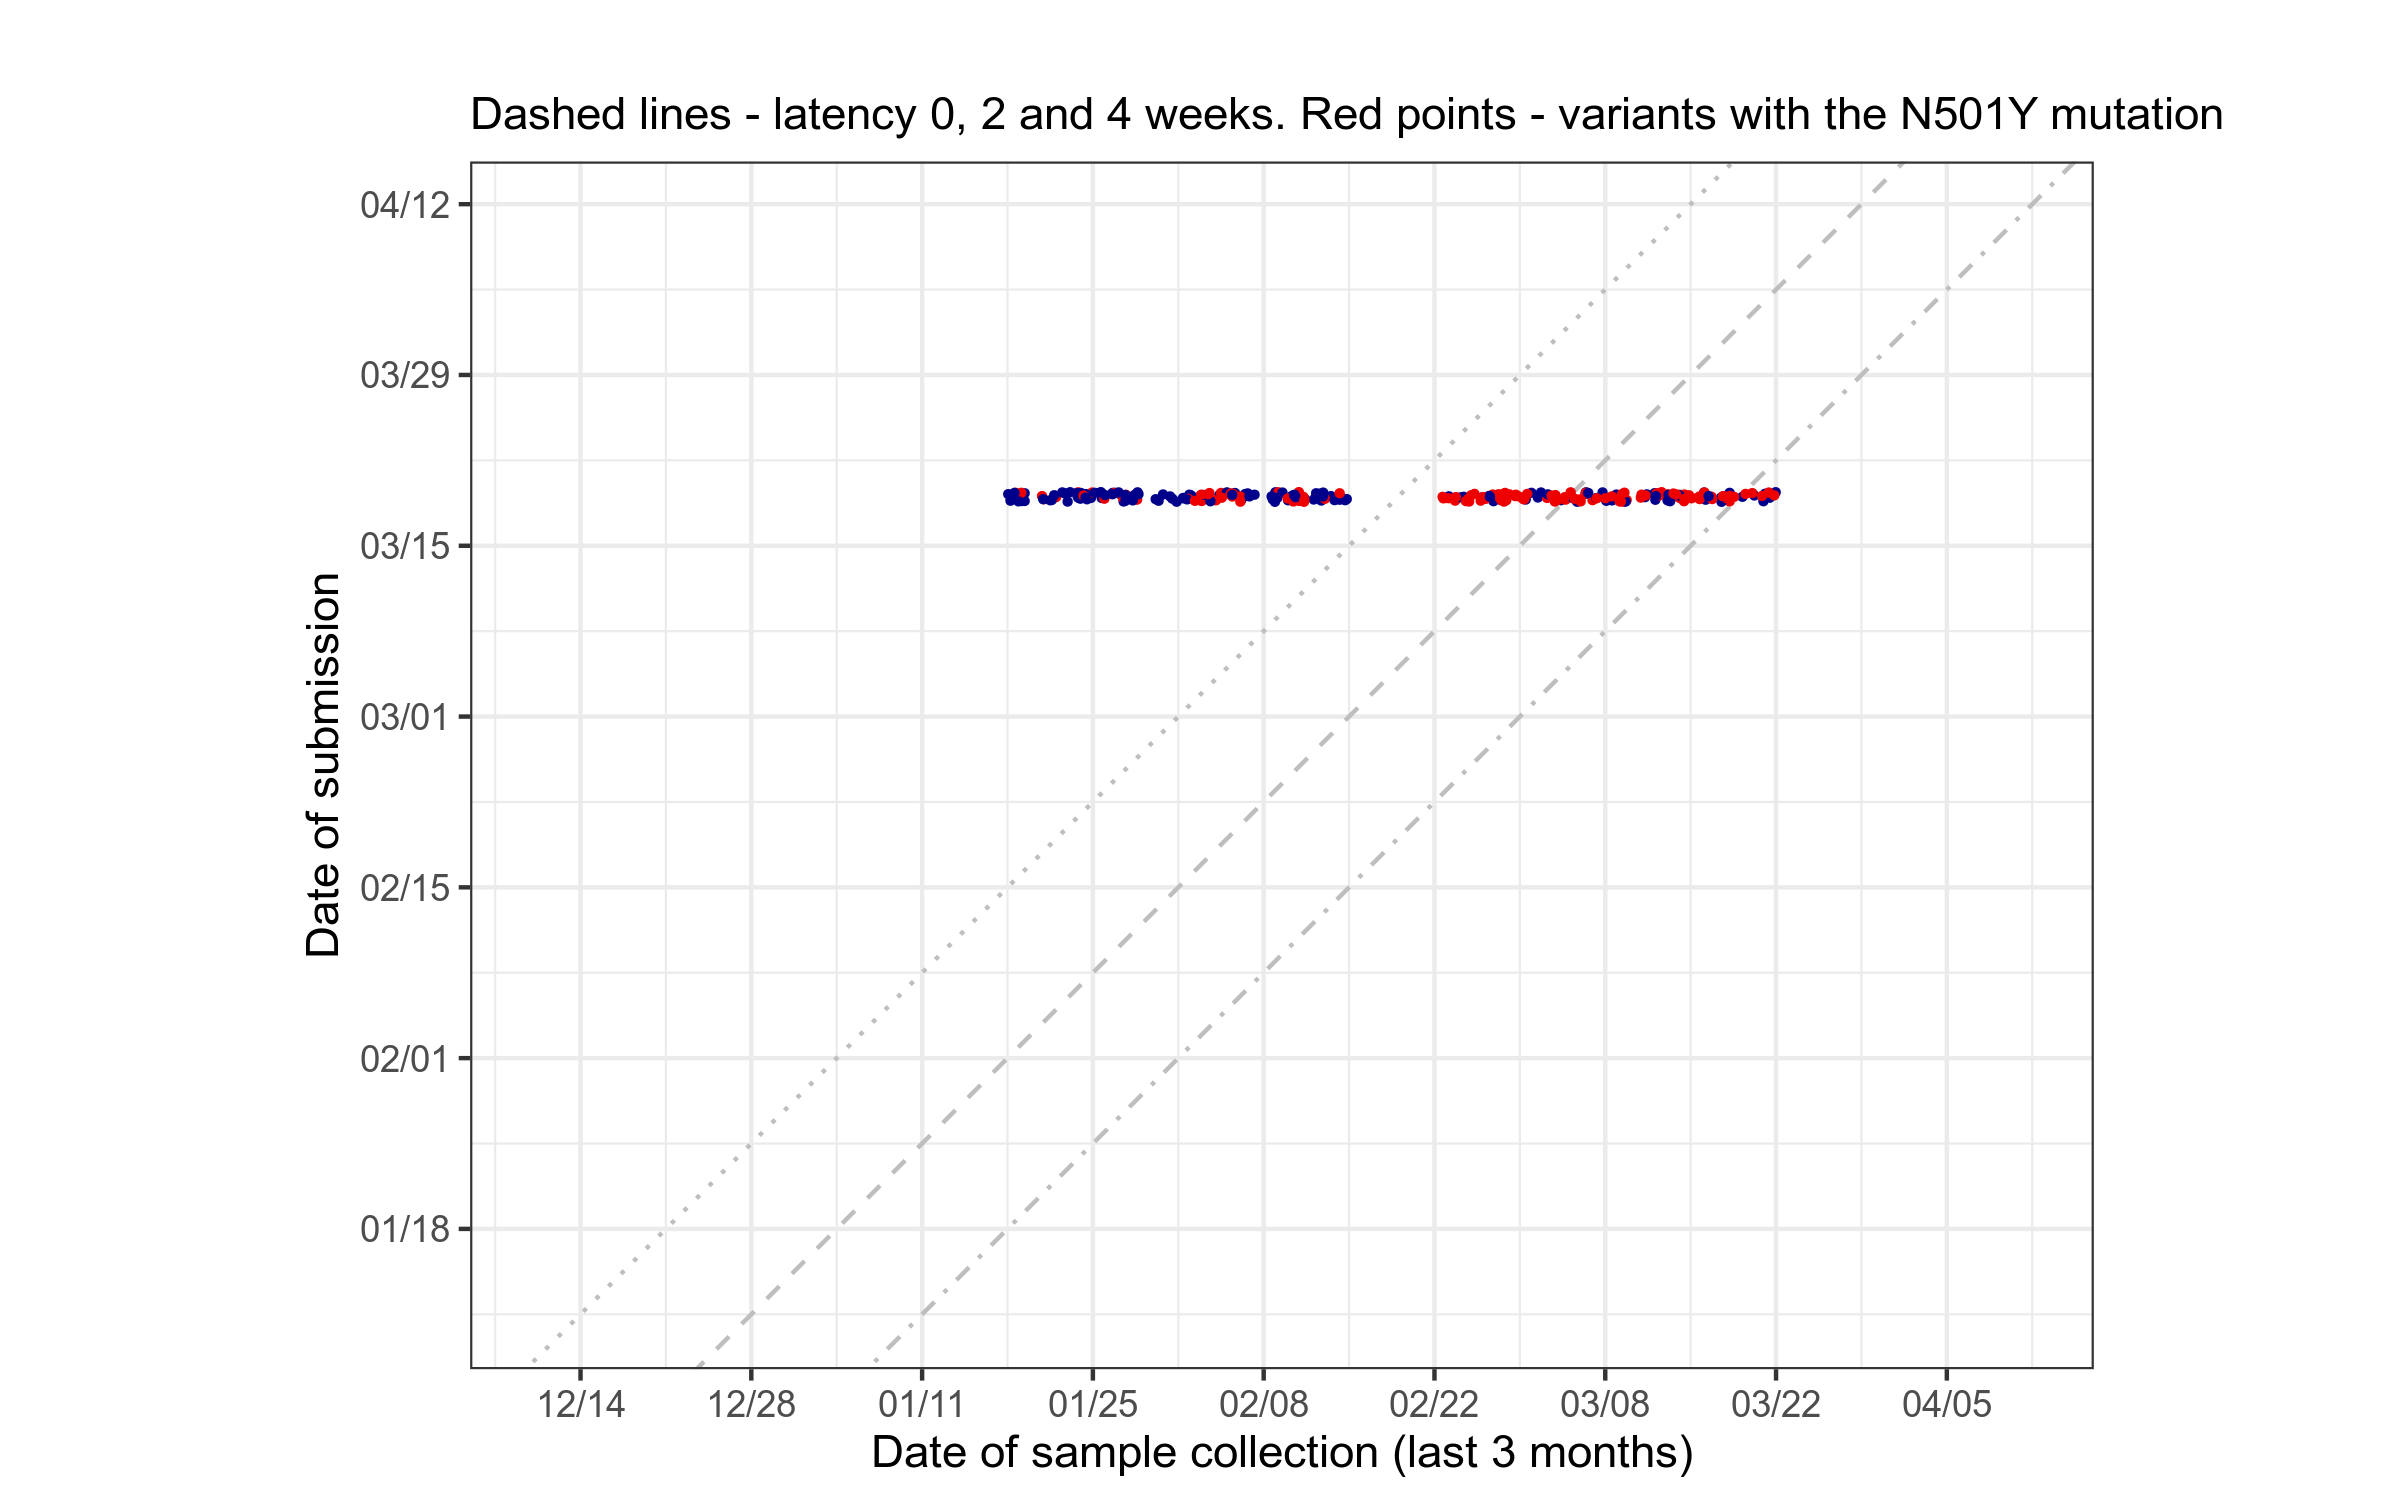 Dashed lines - latency 0, 2 and 4 weeks. Red points - variants with the N501Y mutation
04/12
03/29
03/15
03/01
02/15
02/01
01/18
Date of submission
12/14 12/28 01/11 01/25 02/08 02/22 03/08 03/22 04/05
Date of sample collection (last 3 months)